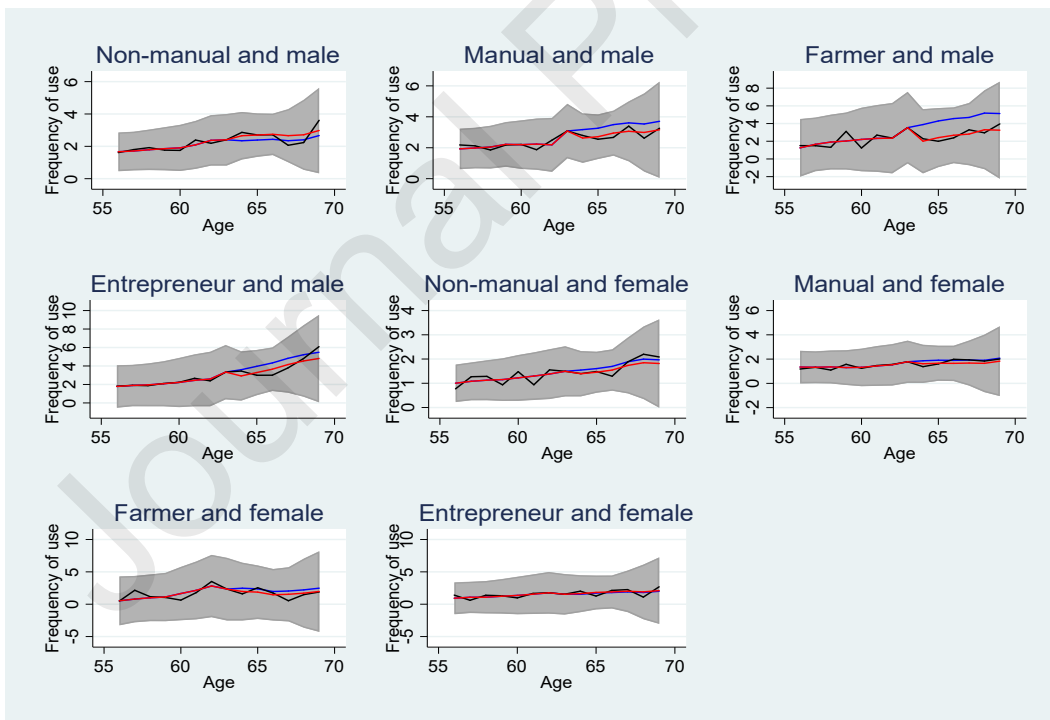 Non-manual and male
Manual and male
Farmer and male
Frequency of use
0 2 4 6
55 60 65 70
Age
Frequency of use
0 2 4 6
55 60 65 70
Age
Frequency of use
-2 0 2 4 6 8
55 60 65 70
Age
Entrepreneur and male
Non-manual and female
Manual and female
Frequency of use
0 2 4 6 8 10
55 60 65 70
Age
Frequency of use
0 1 2 3 4
55 60 65 70
Age
Frequency of use
-2 0 2 4 6
55 60 65 70
Age
Farmer and female
Entrepreneur and female
Frequency of use
-5 0 5 10
55 60 65 70
Age
Frequency of use
-5 0 5 10
55 60 65 70
Age
Journal P